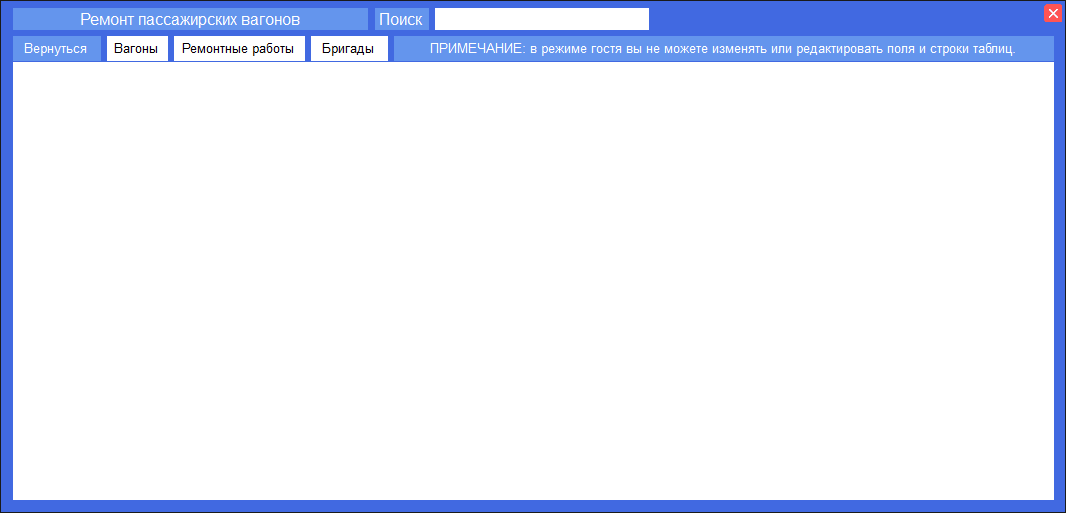 Ремонт пассажирских вагонов
Поиск
Вернуться
Вагоны
Ремонтные работы
Бригады
ПРИМЕЧАНИЕ: в режиме гостя вы не можете изменять или редактировать поля и строки таблиц.